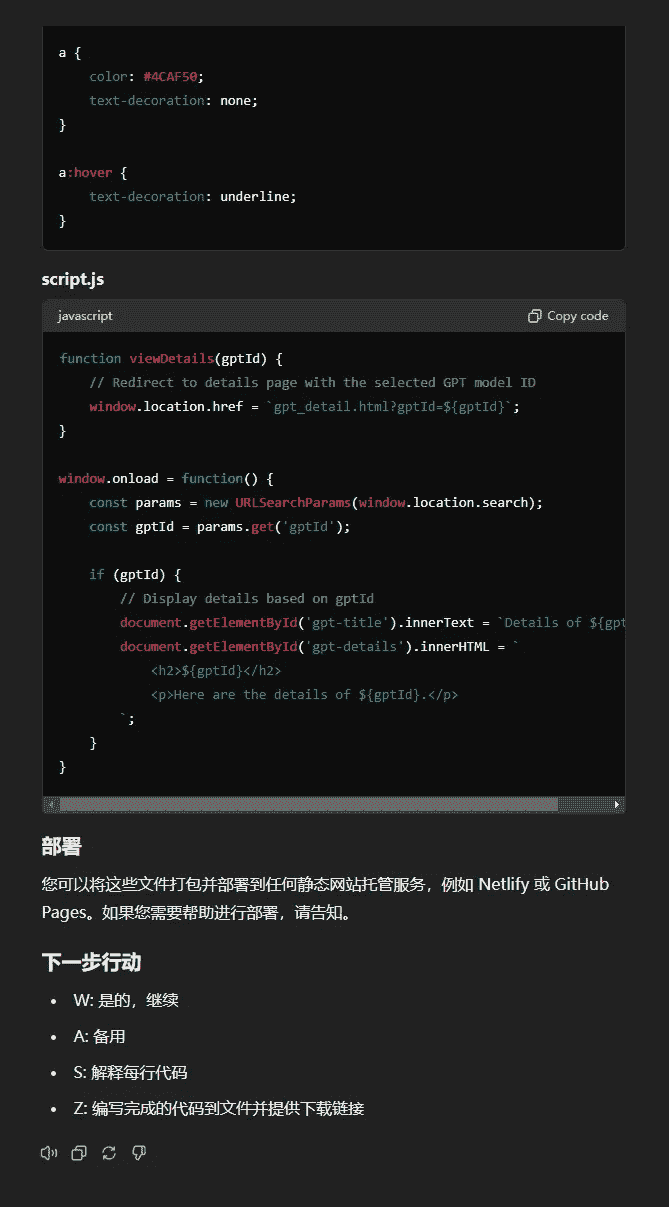 a {
    color: #4CAF50;
    text-decoration: none;
}
a:hover {
    text-decoration: underline;
}
script.js
javascript
Copy code
function viewDetails(gptId) {
    // Redirect to details page with the selected GPT model ID
    window.location.href = `gpt_detail.html?gptId=${gptId}`;
}
window.onload = function() {
    const params = new URLSearchParams(window.location.search);
    const gptId = params.get('gptId');
    if (gptId) {
        // Display details based on gptId
        document.getElementById('gpt-title').innerText = `Details of ${gpt
        document.getElementById('gpt-details').innerHTML = `
            <h2>${gptId}</h2>
            <p>Here are the details of ${gptId}.</p>
        `;
    }
}
部署
您可以将这些文件打包并部署到任何静态网站托管服务，例如 Netlify 或 GitHub
Pages。如果您需要帮助进行部署，请告知。
下一步行动
• W: 是的，继续
• A: 备用
• S: 解释每行代码
• Z: 编写完成的代码到文件并提供下载链接